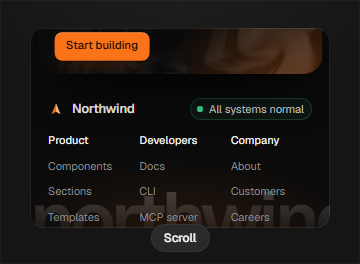 Start building
Northwind
All systems normal
Product Developers Company
Components Docs About
Sections CLI Customers
Templates MCP server Careers
northwind
Scroll